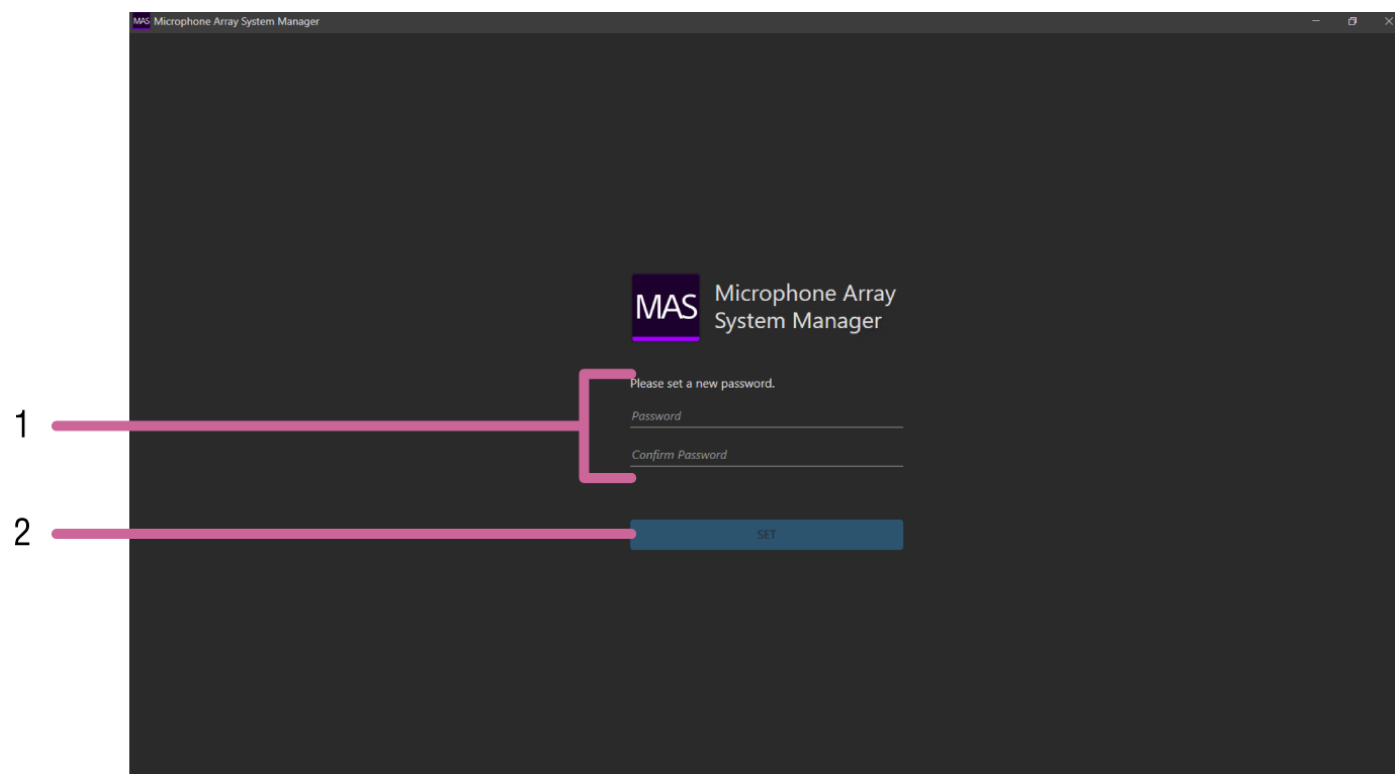 MAS Microphone Array System Manager
MAS
Microphone Array
System Manager
Please set a new password.
1
Password
Confirm Password
2
SET